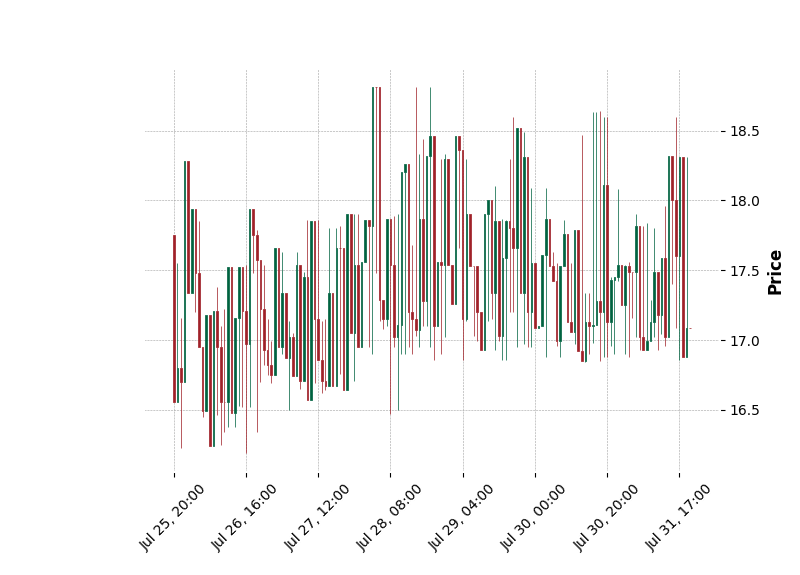 18.5
18.0
17.5
17.0
16.5
Price
Jul 25, 20:00
Jul 26, 16:00
Jul 27, 12:00
Jul 28, 08:00
Jul 29, 04:00
Jul 30, 00:00
Jul 30, 20:00
Jul 31, 17:00